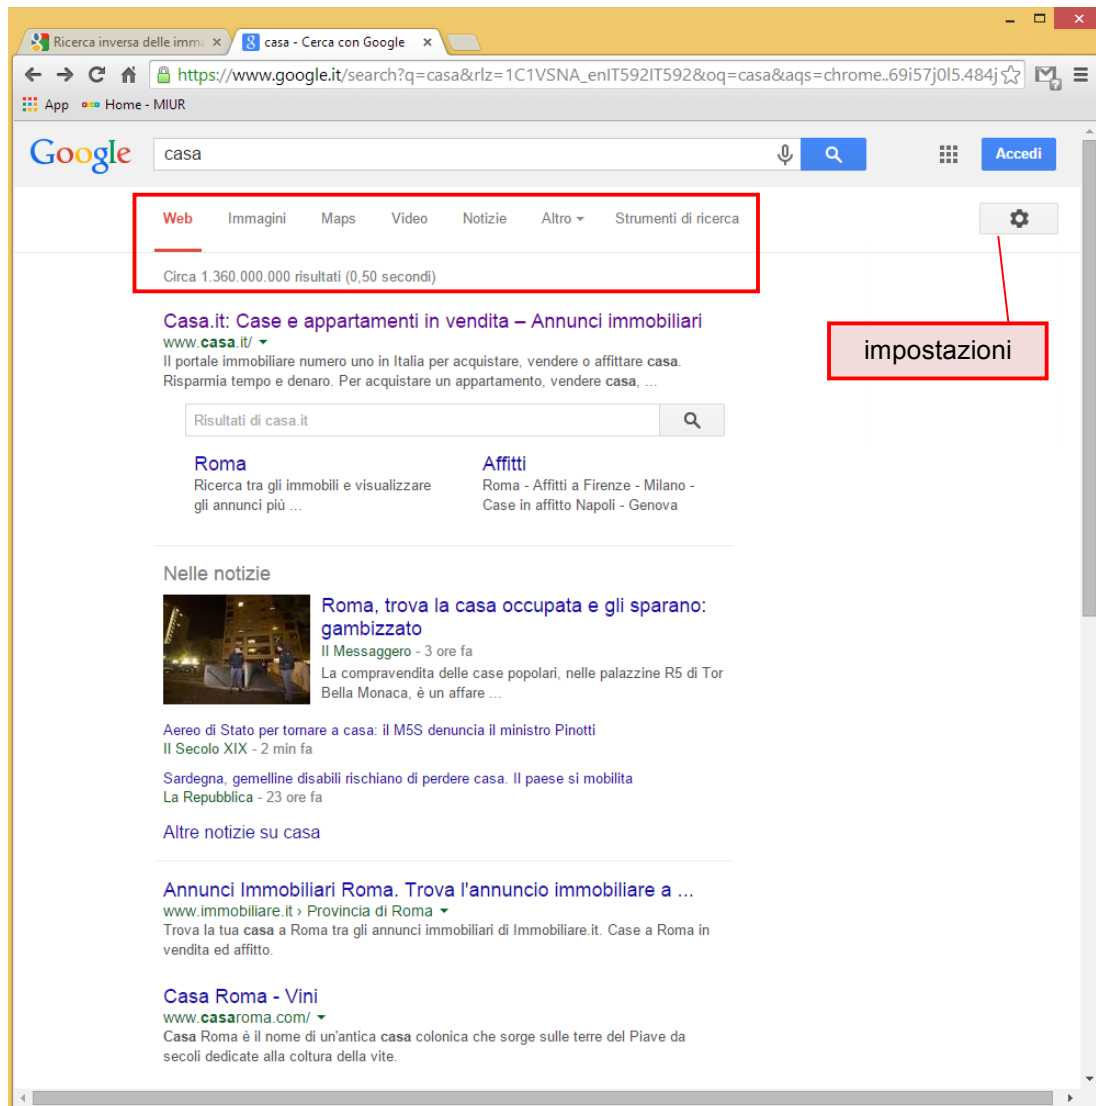 Ricerca inversa delle imm
casa - Cerca con Google
https://www.google.it/search?q=casa&rlz=1C1VSNA_enIT592IT592&oq=casa&aqs=chrome..69i57j0l5.484j
App Home - MIUR
Google
casa
Accedi
Web Immagini Maps Video Notizie Altro Strumenti di ricerca
Circa 1.360.000.000 risultati (0,50 secondi)
impostazioni
Casa.it: Case e appartamenti in vendita – Annunci immobiliari
www.casa.it/
Il portale immobiliare numero uno in Italia per acquistare, vendere o affittare casa.
Risparmia tempo e denaro. Per acquistare un appartamento, vendere casa, ...
Risultati di casa.it
Roma
Ricerca tra gli immobili e visualizzare
gli annunci più ...
Affitti
Roma - Affitti a Firenze - Milano -
Case in affitto Napoli - Genova
Nelle notizie
Roma, trova la casa occupata e gli sparano:
gambizzato
Il Messaggero - 3 ore fa
La compravendita delle case popolari, nelle palazzine R5 di Tor
Bella Monaca, è un affare ...
Aereo di Stato per tornare a casa: il M5S denuncia il ministro Pinotti
Il Secolo XIX - 2 min fa
Sardegna, gemelline disabili rischiano di perdere casa. Il paese si mobilita
La Repubblica - 23 ore fa
Altre notizie su casa
Annunci Immobiliari Roma. Trova l'annuncio immobiliare a ...
www.immobiliare.it › Provincia di Roma
Trova la tua casa a Roma tra gli annunci immobiliari di Immobiliare.it. Case a Roma in
vendita ed affitto.
Casa Roma - Vini
www.casaroma.com/
Casa Roma è il nome di un'antica casa colonica che sorge sulle terre del Piave da
secoli dedicate alla coltura della vite.